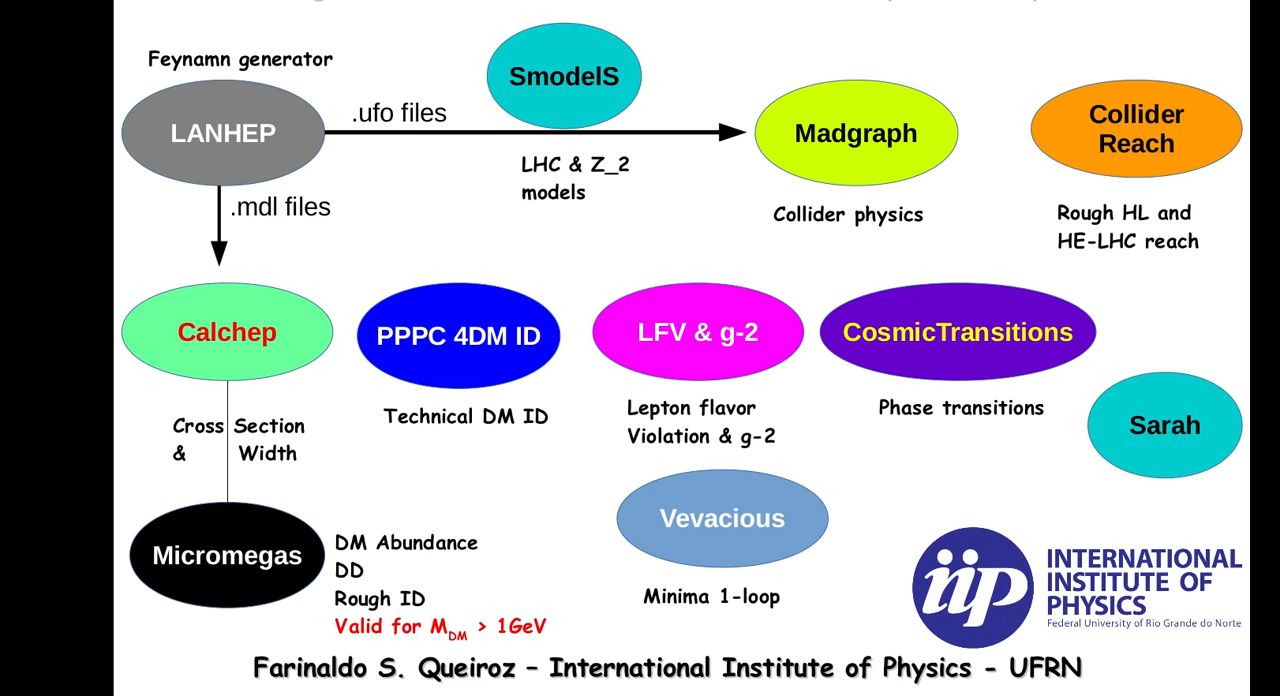 Feynamn generator
SmodelS
LANHEP
.ufo files
Madgraph
Collider
Reach
LHC & Z_2
models
.mdl files
Collider physics
Rough HL and
HE-LHC reach
Calchep
PPPC 4DM ID
LFV & g-2
CosmicTransitions
Technical DM ID
Lepton flavor
Violation & g-2
Phase transitions
Sarah
Cross Section
& Width
Vevacious
Micromegas
DM Abundance
DD
Rough ID
Valid for M_DM > 1GeV
Minima 1-loop
iip
INTERNATIONAL
INSTITUTE OF
PHYSICS
Federal University of Rio Grande do Norte
Farinaldo S. Queiroz – International Institute of Physics - UFRN